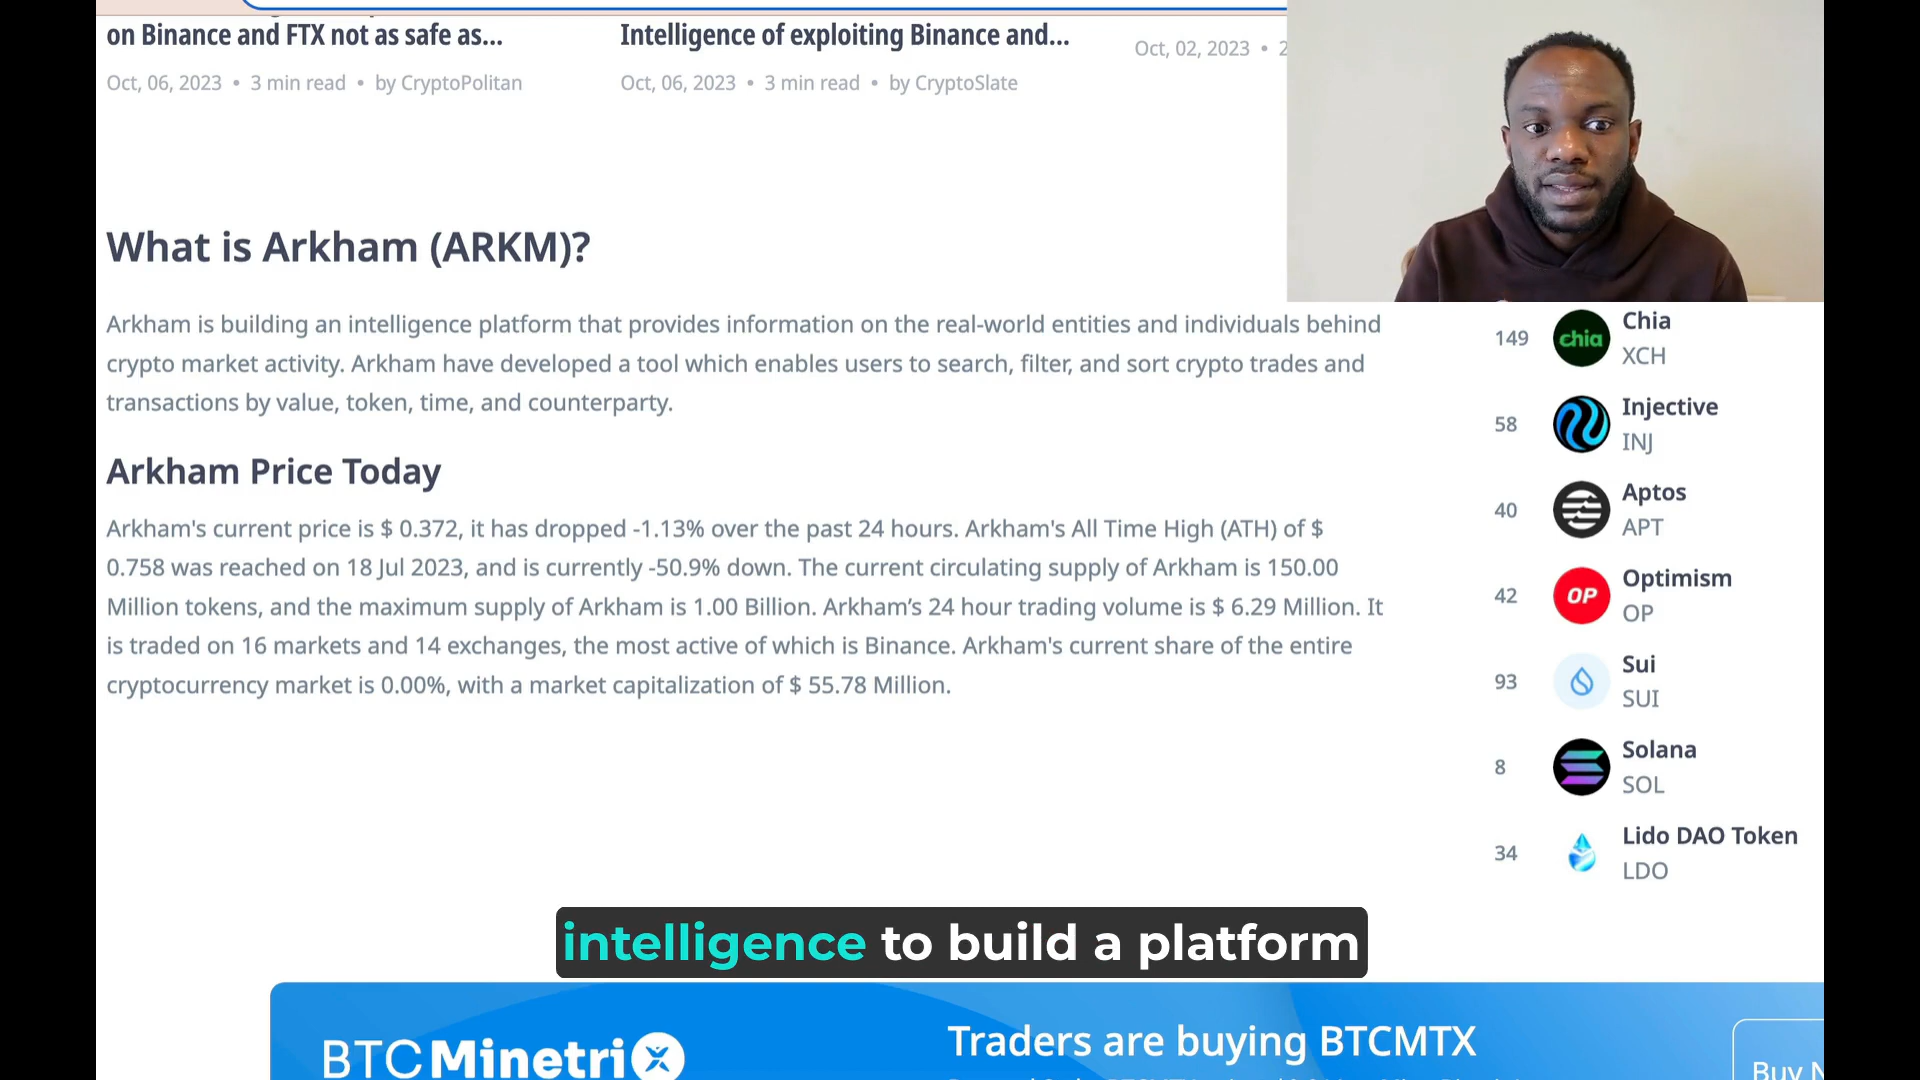 on Binance and FTX not as safe as...
Oct, 06, 2023 • 3 min read • by CryptoPolitan
Intelligence of exploiting Binance and...
Oct, 06, 2023 • 3 min read • by CryptoSlate
Oct, 02, 2023 • 2
What is Arkham (ARKM)?
Arkham is building an intelligence platform that provides information on the real-world entities and individuals behind
crypto market activity. Arkham have developed a tool which enables users to search, filter, and sort crypto trades and
transactions by value, token, time, and counterparty.
Arkham Price Today
Arkham's current price is $ 0.372, it has dropped -1.13% over the past 24 hours. Arkham's All Time High (ATH) of $
0.758 was reached on 18 Jul 2023, and is currently -50.9% down. The current circulating supply of Arkham is 150.00
Million tokens, and the maximum supply of Arkham is 1.00 Billion. Arkham’s 24 hour trading volume is $ 6.29 Million. It
is traded on 16 markets and 14 exchanges, the most active of which is Binance. Arkham's current share of the entire
cryptocurrency market is 0.00%, with a market capitalization of $ 55.78 Million.
149 chia Chia
XCH
58 Injective
INJ
40 Aptos
APT
42 OP Optimism
OP
93 Sui
SUI
8 Solana
SOL
34 Lido DAO Token
LDO
intelligence to build a platform
BTCMinetriX
Traders are buying BTCMTX
Buy